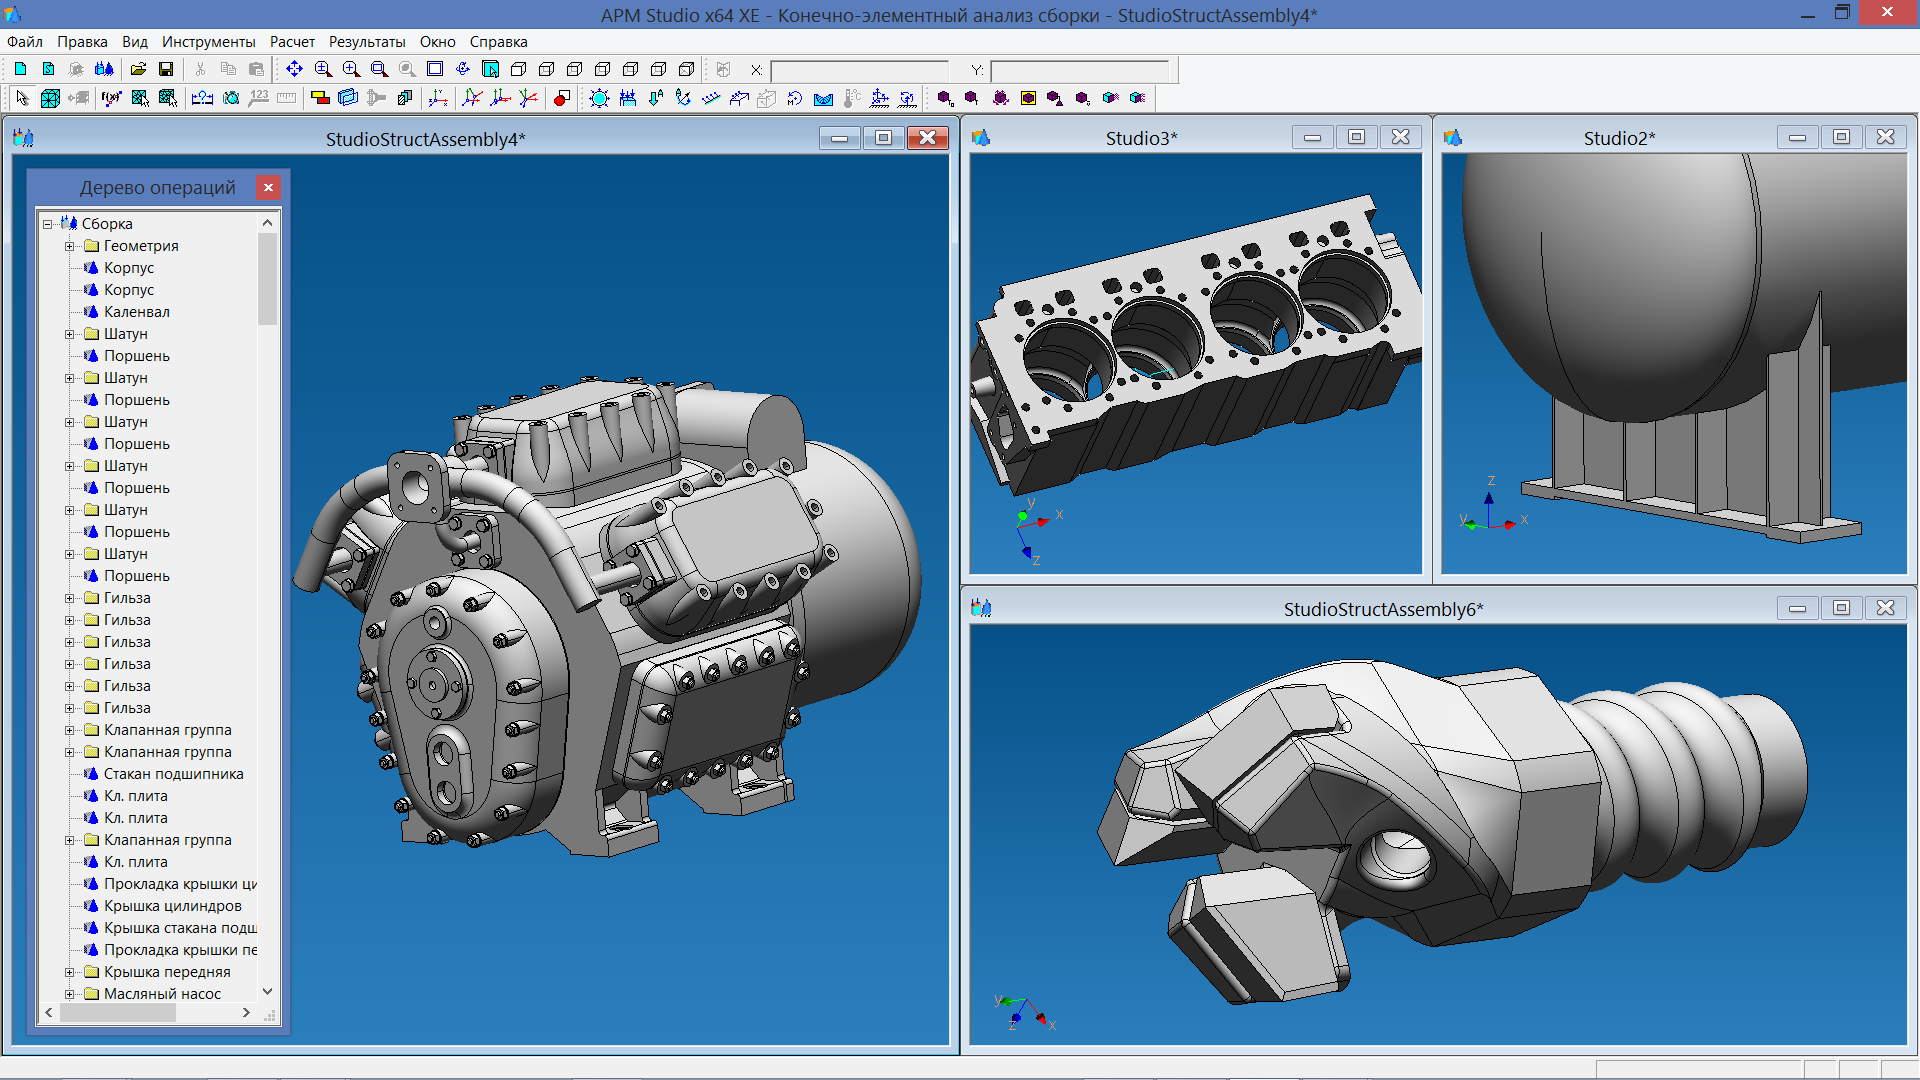 APM Studio x64 XE - Конечно-элементный анализ сборки - StudioStructAssembly4*
Файл Правка Вид Инструменты Расчет Результаты Окно Справка
X: Y:
f(x)
123
StudioStructAssembly4*
Дерево операций
Сборка
Геометрия
Корпус
Корпус
Каленвал
Шатун
Поршень
Шатун
Поршень
Шатун
Поршень
Шатун
Поршень
Шатун
Поршень
Шатун
Поршень
Гильза
Гильза
Гильза
Гильза
Гильза
Гильза
Клапанная группа
Клапанная группа
Стакан подшипника
Кл. плита
Кл. плита
Клапанная группа
Кл. плита
Прокладка крышки ци
Крышка цилиндров
Крышка стакана подш
Прокладка крышки пе
Крышка передняя
Масляный насос
Studio3*
y
x
z
Studio2*
z
y
x
StudioStructAssembly6*
y
z
x